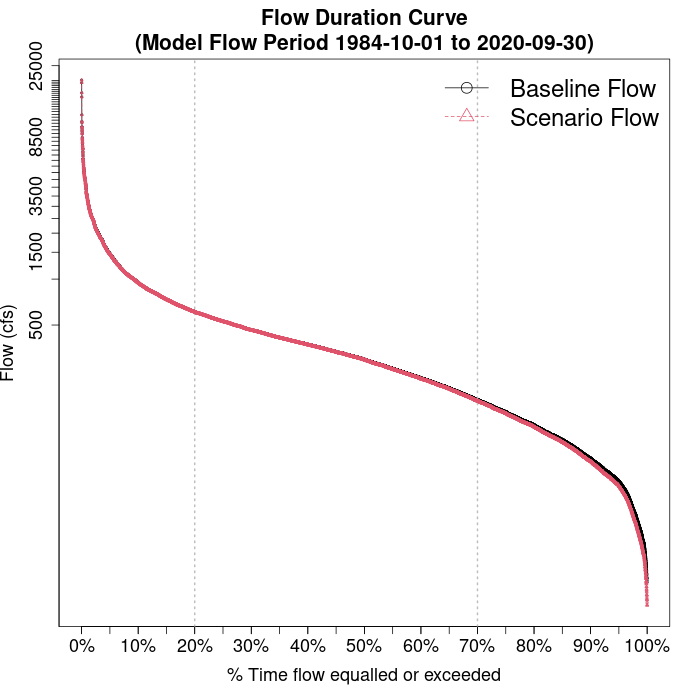 Flow Duration Curve
(Model Flow Period 1984-10-01 to 2020-09-30)
Baseline Flow
Scenario Flow
25000
8500
3500
1500
500
Flow (cfs)
0% 10% 20% 30% 40% 50% 60% 70% 80% 90% 100%
% Time flow equalled or exceeded